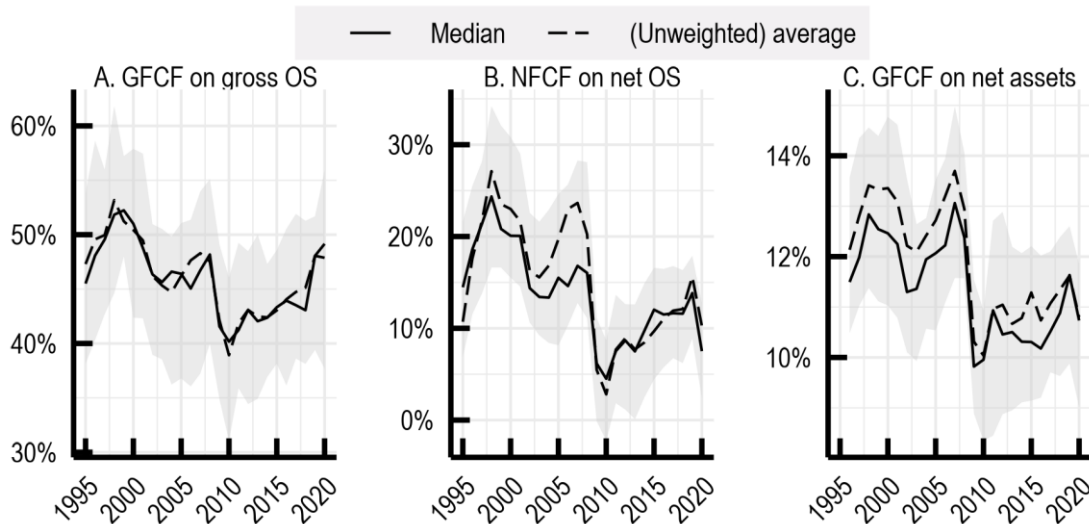 Median (Unweighted) average
A. GFCF on gross OS
60%
50%
40%
30%
1995 2000 2005 2010 2015 2020
B. NFCF on net OS
30%
20%
10%
0%
1995 2000 2005 2010 2015 2020
C. GFCF on net assets
14%
12%
10%
1995 2000 2005 2010 2015 2020